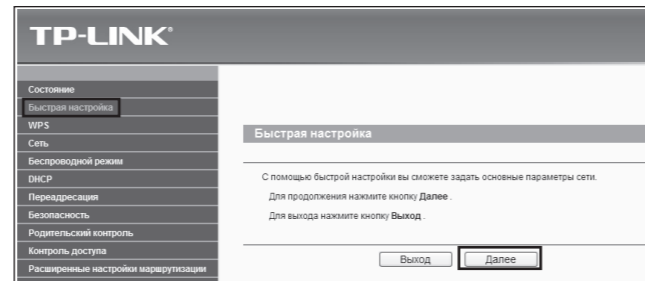 TP-LINK®
Состояние
Быстрая настройка
WPS
Сеть
Беспроводной режим
DHCP
Переадресация
Безопасность
Родительский контроль
Контроль доступа
Расширенные настройки маршрутизации
Быстрая настройка
С помощью быстрой настройки вы сможете задать основные параметры сети.
Для продолжения нажмите кнопку Далее .
Для выхода нажмите кнопку Выход .
Выход Далее